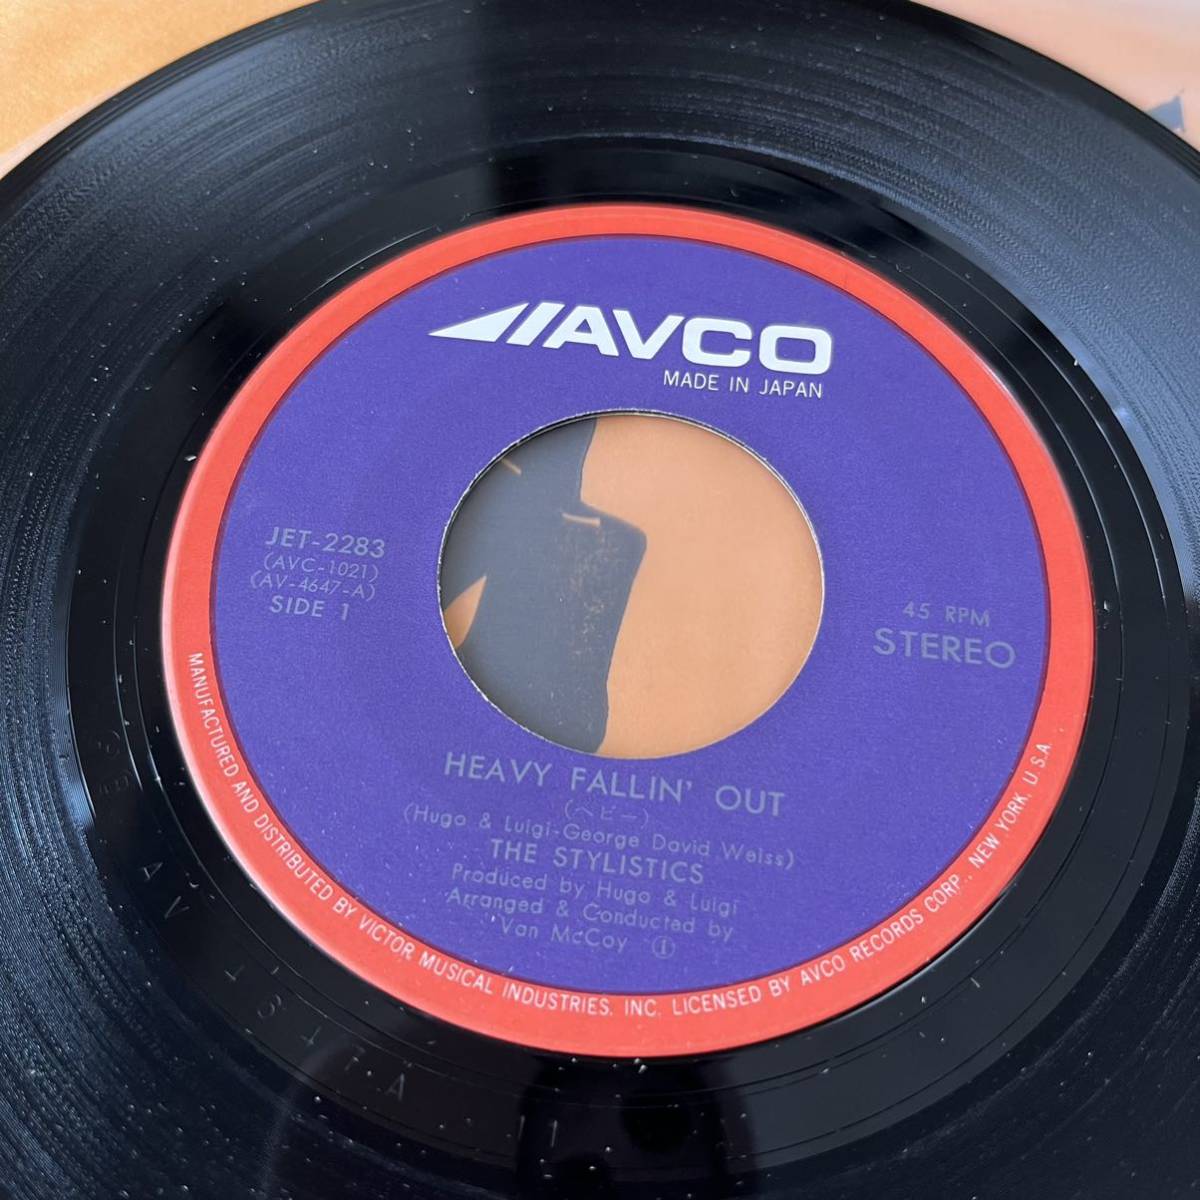 AVCO
MADE IN JAPAN
JET-2283
(AVC-1021)
(AV-4647-A)
SIDE 1
45 RPM
STEREO
HEAVY FALLIN' OUT
(ヘビー)
(Hugo & Luigi-George David Weiss)
THE STYLISTICS
Produced by Hugo & Luigi
Arranged & Conducted by
Van McCoy ①
MANUFACTURED AND DISTRIBUTED BY VICTOR MUSICAL INDUSTRIES, INC. LICENSED BY AVCO RECORDS CORP., NEW YORK, U.S.A.